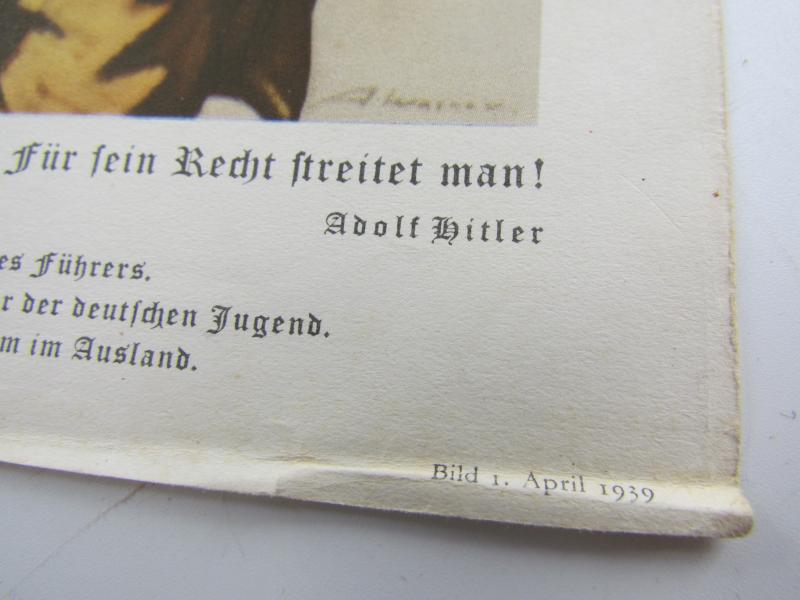 Für sein Recht streitet man!
Adolf Hitler
es Führers.
r der deutschen Jugend.
m im Ausland.
Bild 1. April 1939